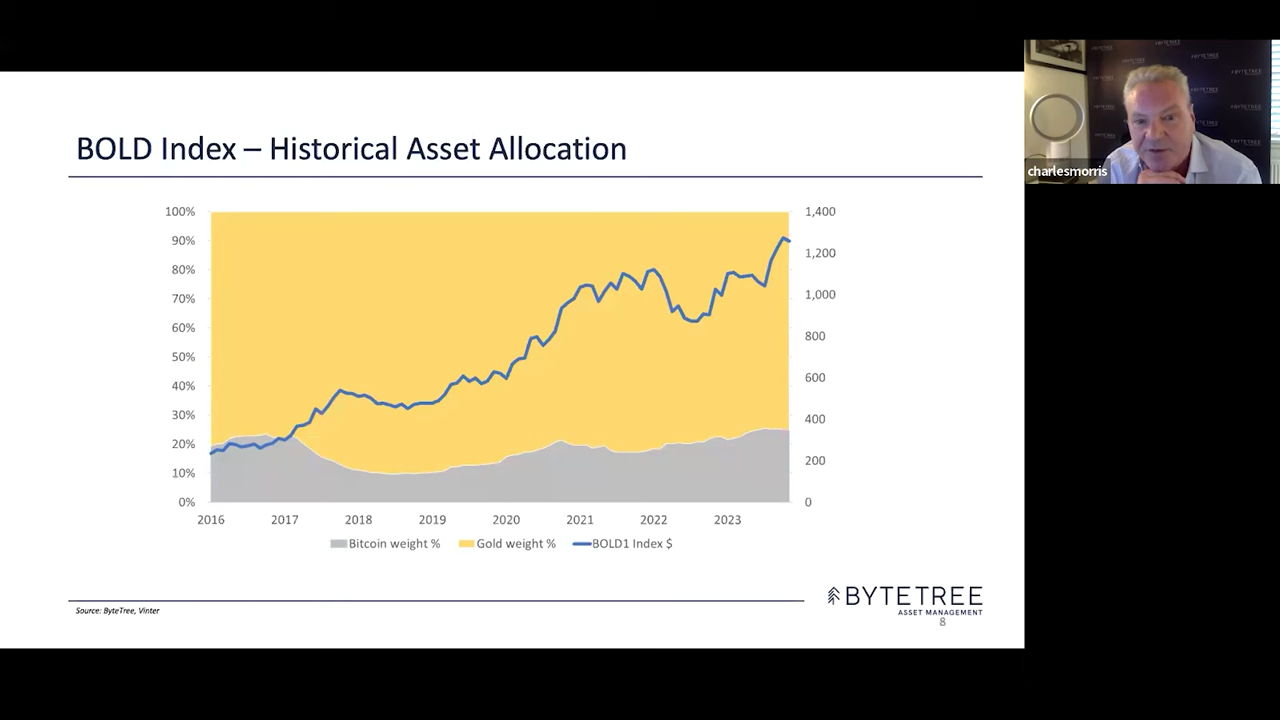 BOLD Index – Historical Asset Allocation
100%
90%
80%
70%
60%
50%
40%
30%
20%
10%
0%
1,400
1,200
1,000
800
600
400
200
0
2016 2017 2018 2019 2020 2021 2022 2023
Bitcoin weight % Gold weight % BOLD1 Index $
Source: ByteTree, Vinter
BYTETREE
ASSET MANAGEMENT
8
charlesmorris
BYTETREE